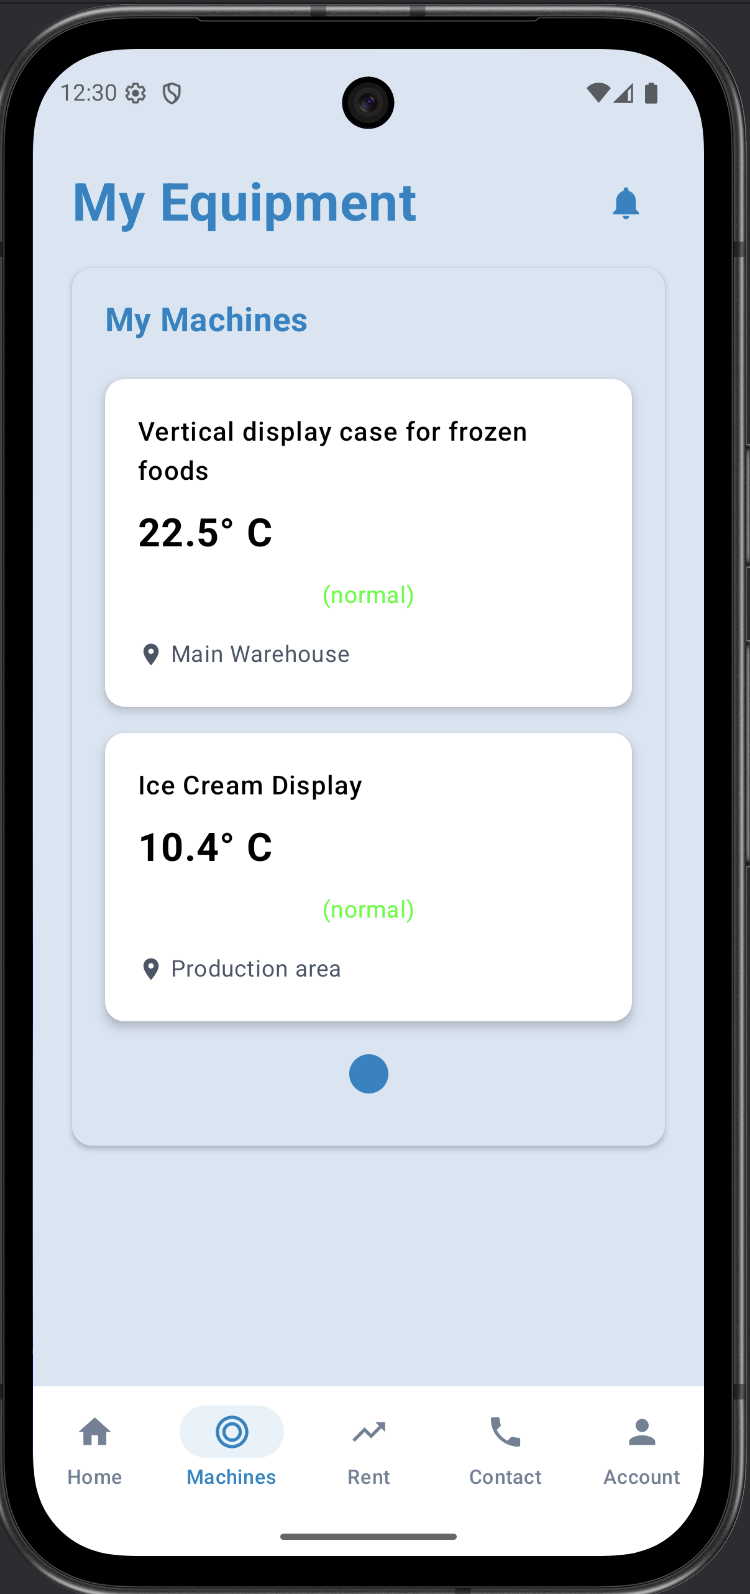 12:30
My Equipment
My Machines
Vertical display case for frozen
foods
22.5° C
(normal)
Main Warehouse
Ice Cream Display
10.4° C
(normal)
Production area
Home
Machines
Rent
Contact
Account